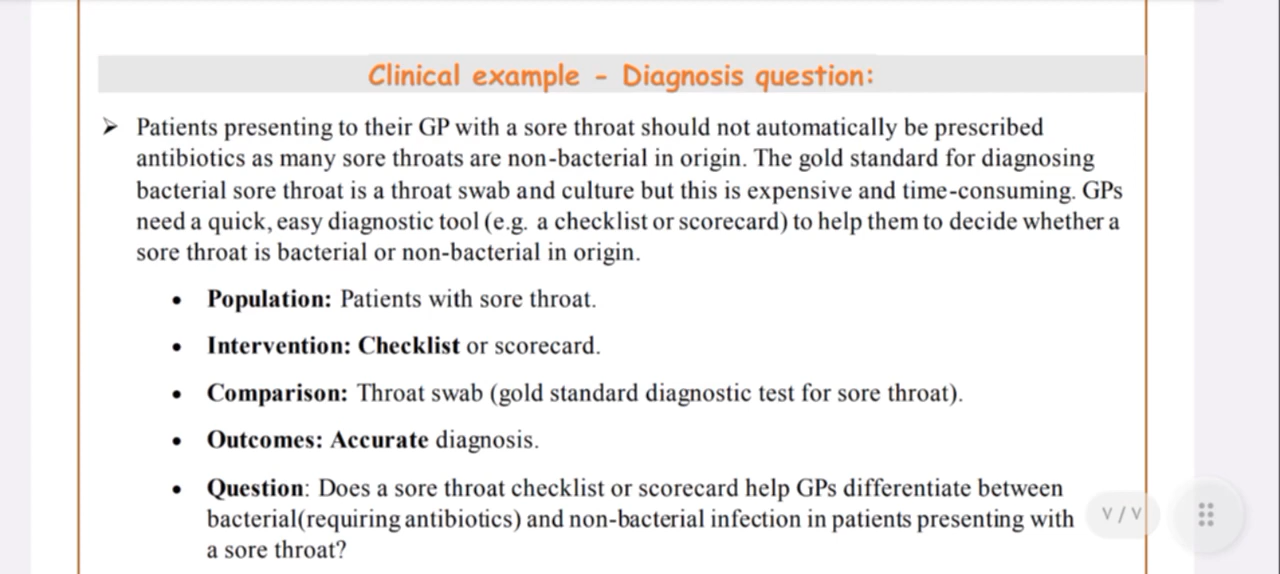 Clinical example - Diagnosis question:
➢ Patients presenting to their GP with a sore throat should not automatically be prescribed
antibiotics as many sore throats are non-bacterial in origin. The gold standard for diagnosing
bacterial sore throat is a throat swab and culture but this is expensive and time-consuming. GPs
need a quick, easy diagnostic tool (e.g. a checklist or scorecard) to help them to decide whether a
sore throat is bacterial or non-bacterial in origin.
• Population: Patients with sore throat.
• Intervention: Checklist or scorecard.
• Comparison: Throat swab (gold standard diagnostic test for sore throat).
• Outcomes: Accurate diagnosis.
• Question: Does a sore throat checklist or scorecard help GPs differentiate between
bacterial(requiring antibiotics) and non-bacterial infection in patients presenting with
a sore throat?
٧ / ٧